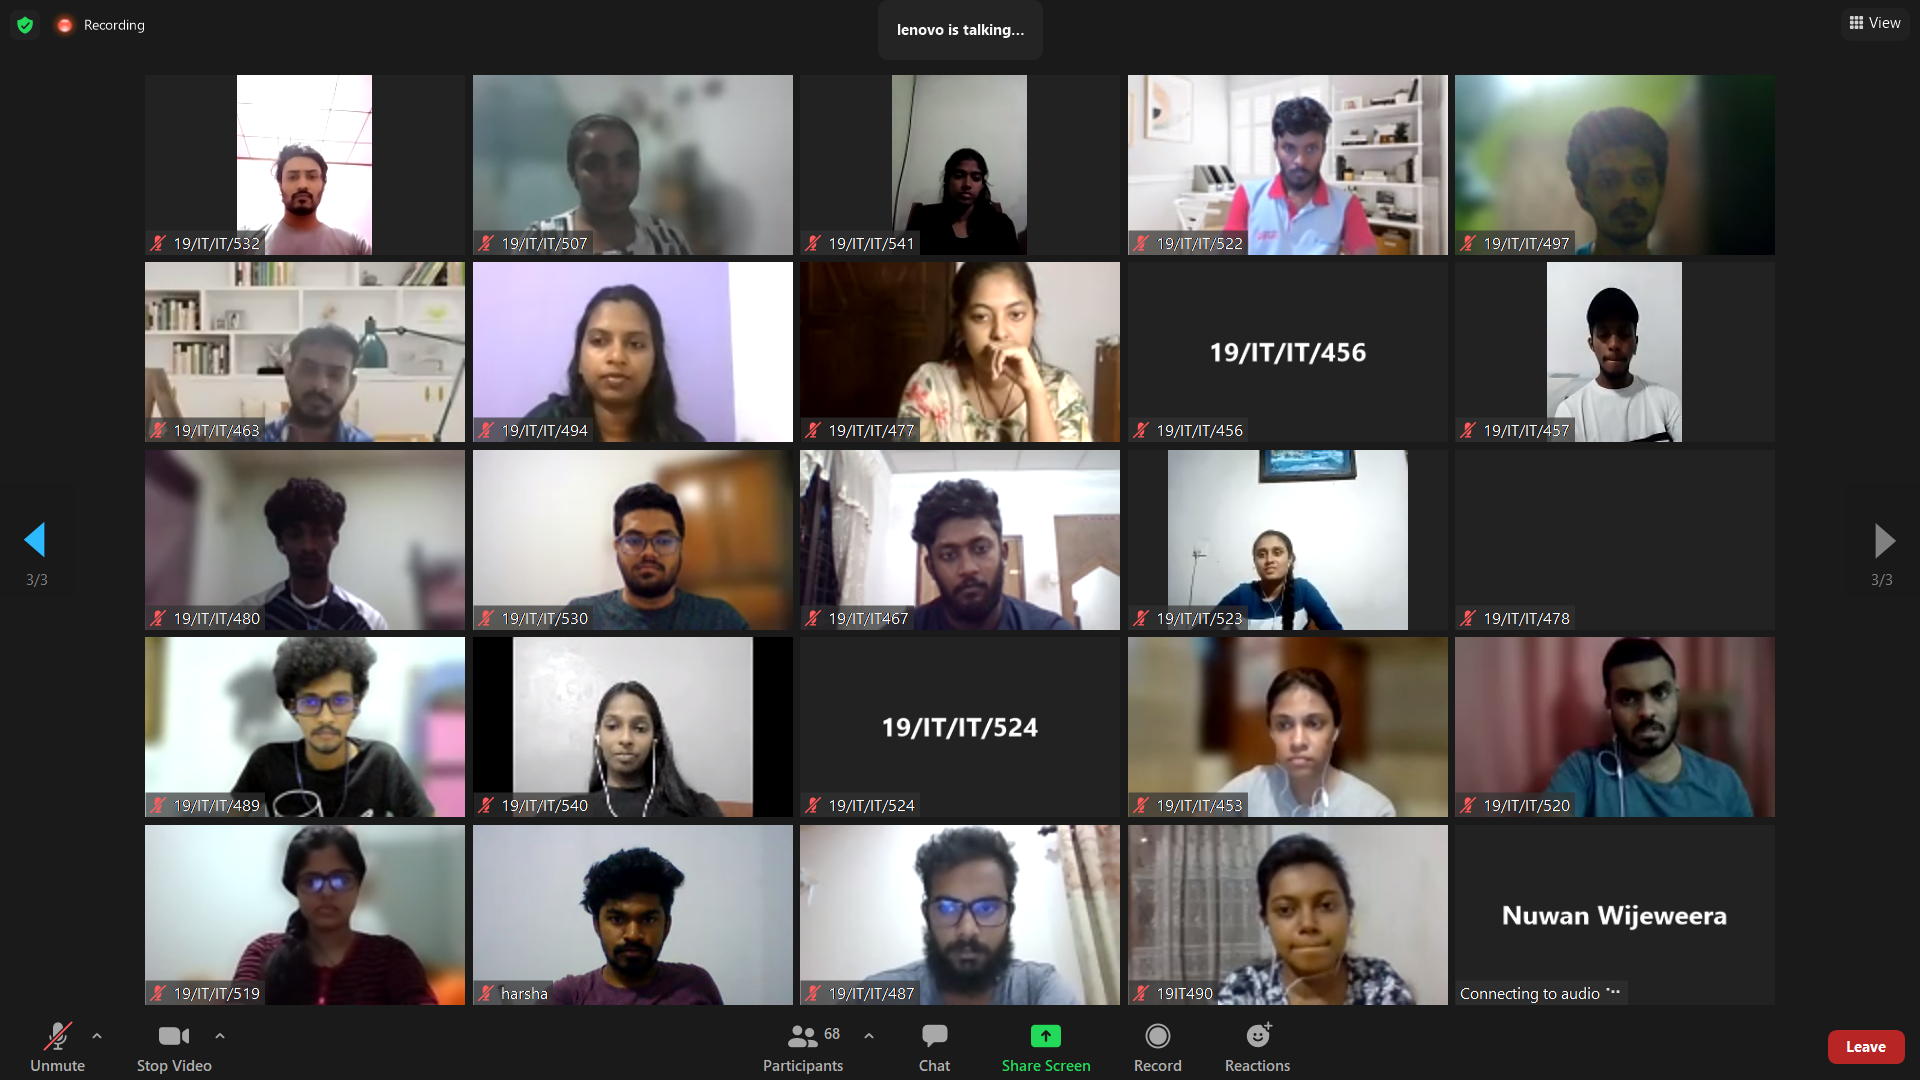 Recording
lenovo is talking...
View
19/IT/IT/532
19/IT/IT/507
19/IT/IT/541
19/IT/IT/522
19/IT/IT/497
19/IT/IT/463
19/IT/IT/494
19/IT/IT/477
19/IT/IT/456
19/IT/IT/456
19/IT/IT/457
3/3
3/3
19/IT/IT/480
19/IT/IT/530
19/IT/IT467
19/IT/IT/523
19/IT/IT/478
19/IT/IT/489
19/IT/IT/540
19/IT/IT/524
19/IT/IT/524
19/IT/IT/453
19/IT/IT/520
19/IT/IT/519
harsha
19/IT/IT/487
19IT490
Nuwan Wijeweera
Connecting to audio ...
Unmute
Stop Video
68
Participants
Chat
Share Screen
Record
Reactions
Leave